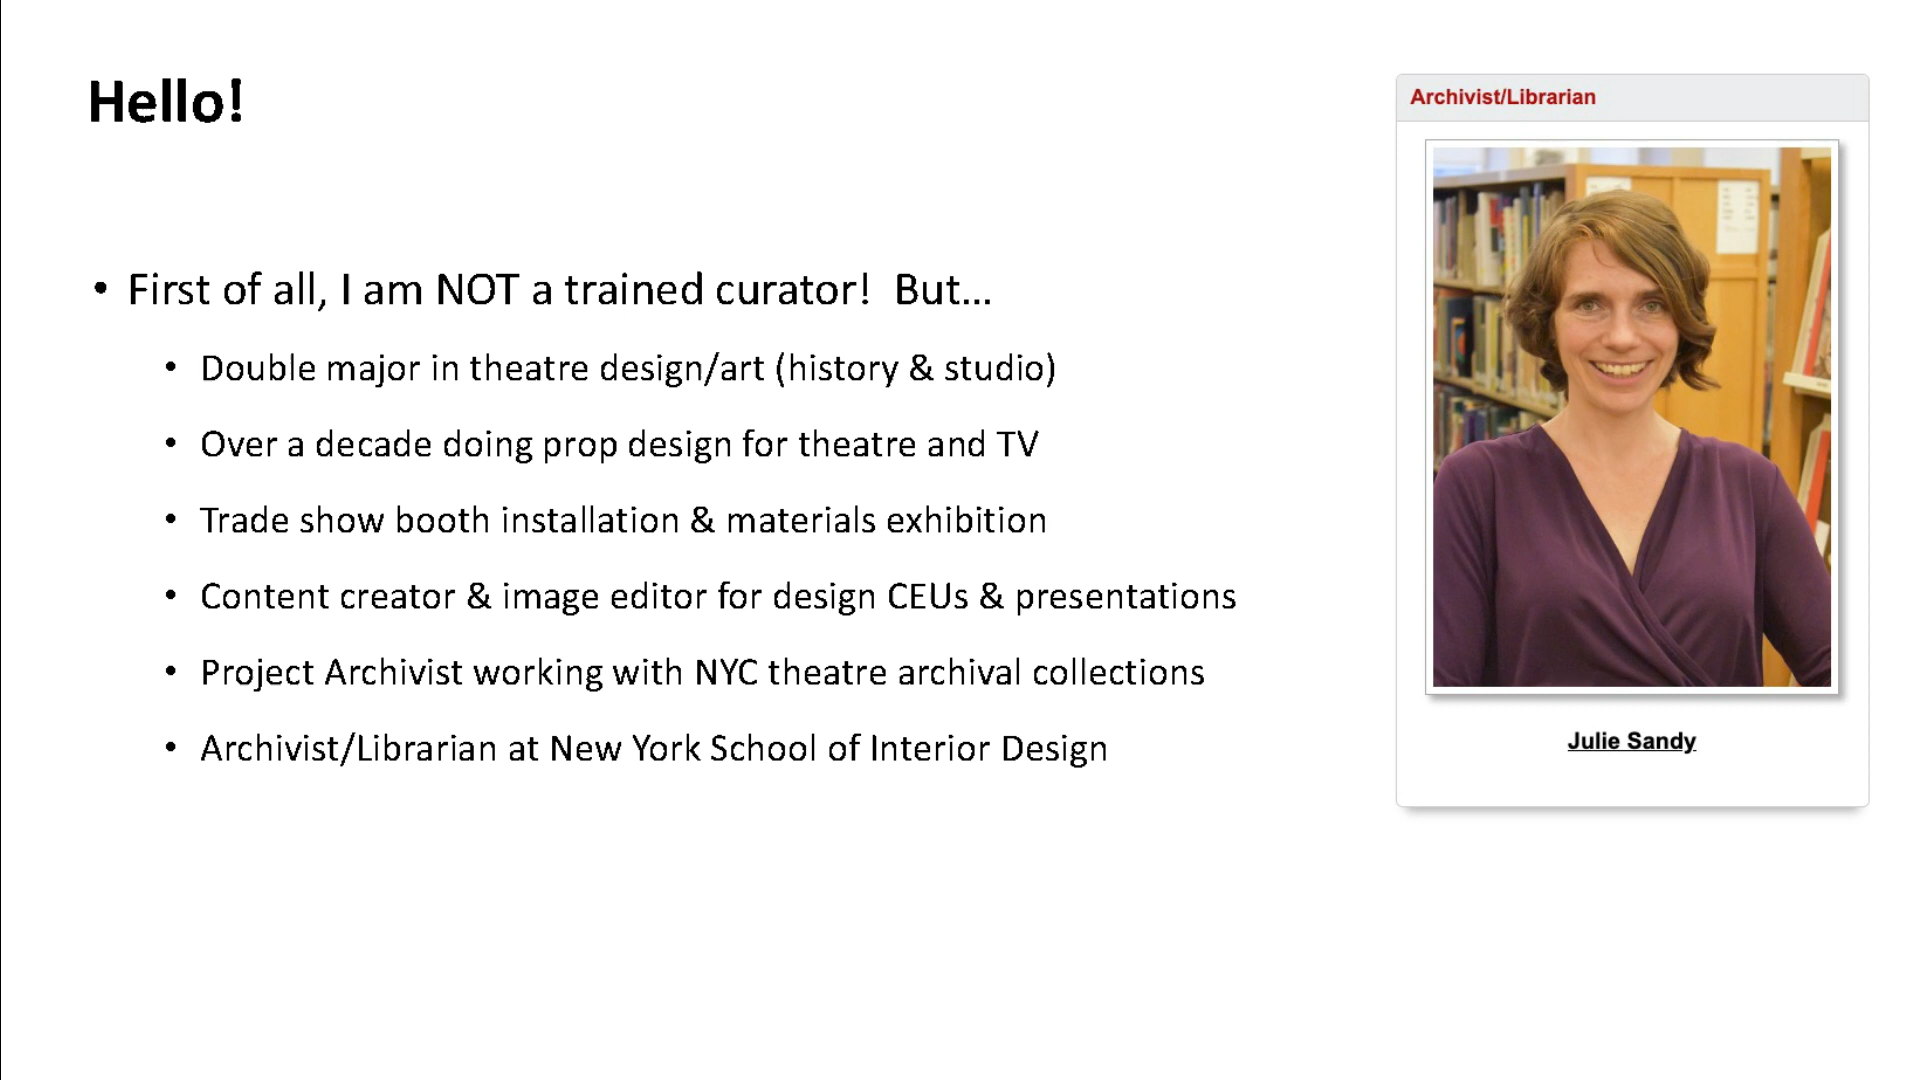 Hello!
• First of all, I am NOT a trained curator!  But...
• Double major in theatre design/art (history & studio)
• Over a decade doing prop design for theatre and TV
• Trade show booth installation & materials exhibition
• Content creator & image editor for design CEUs & presentations
• Project Archivist working with NYC theatre archival collections
• Archivist/Librarian at New York School of Interior Design
Archivist/Librarian
Julie Sandy